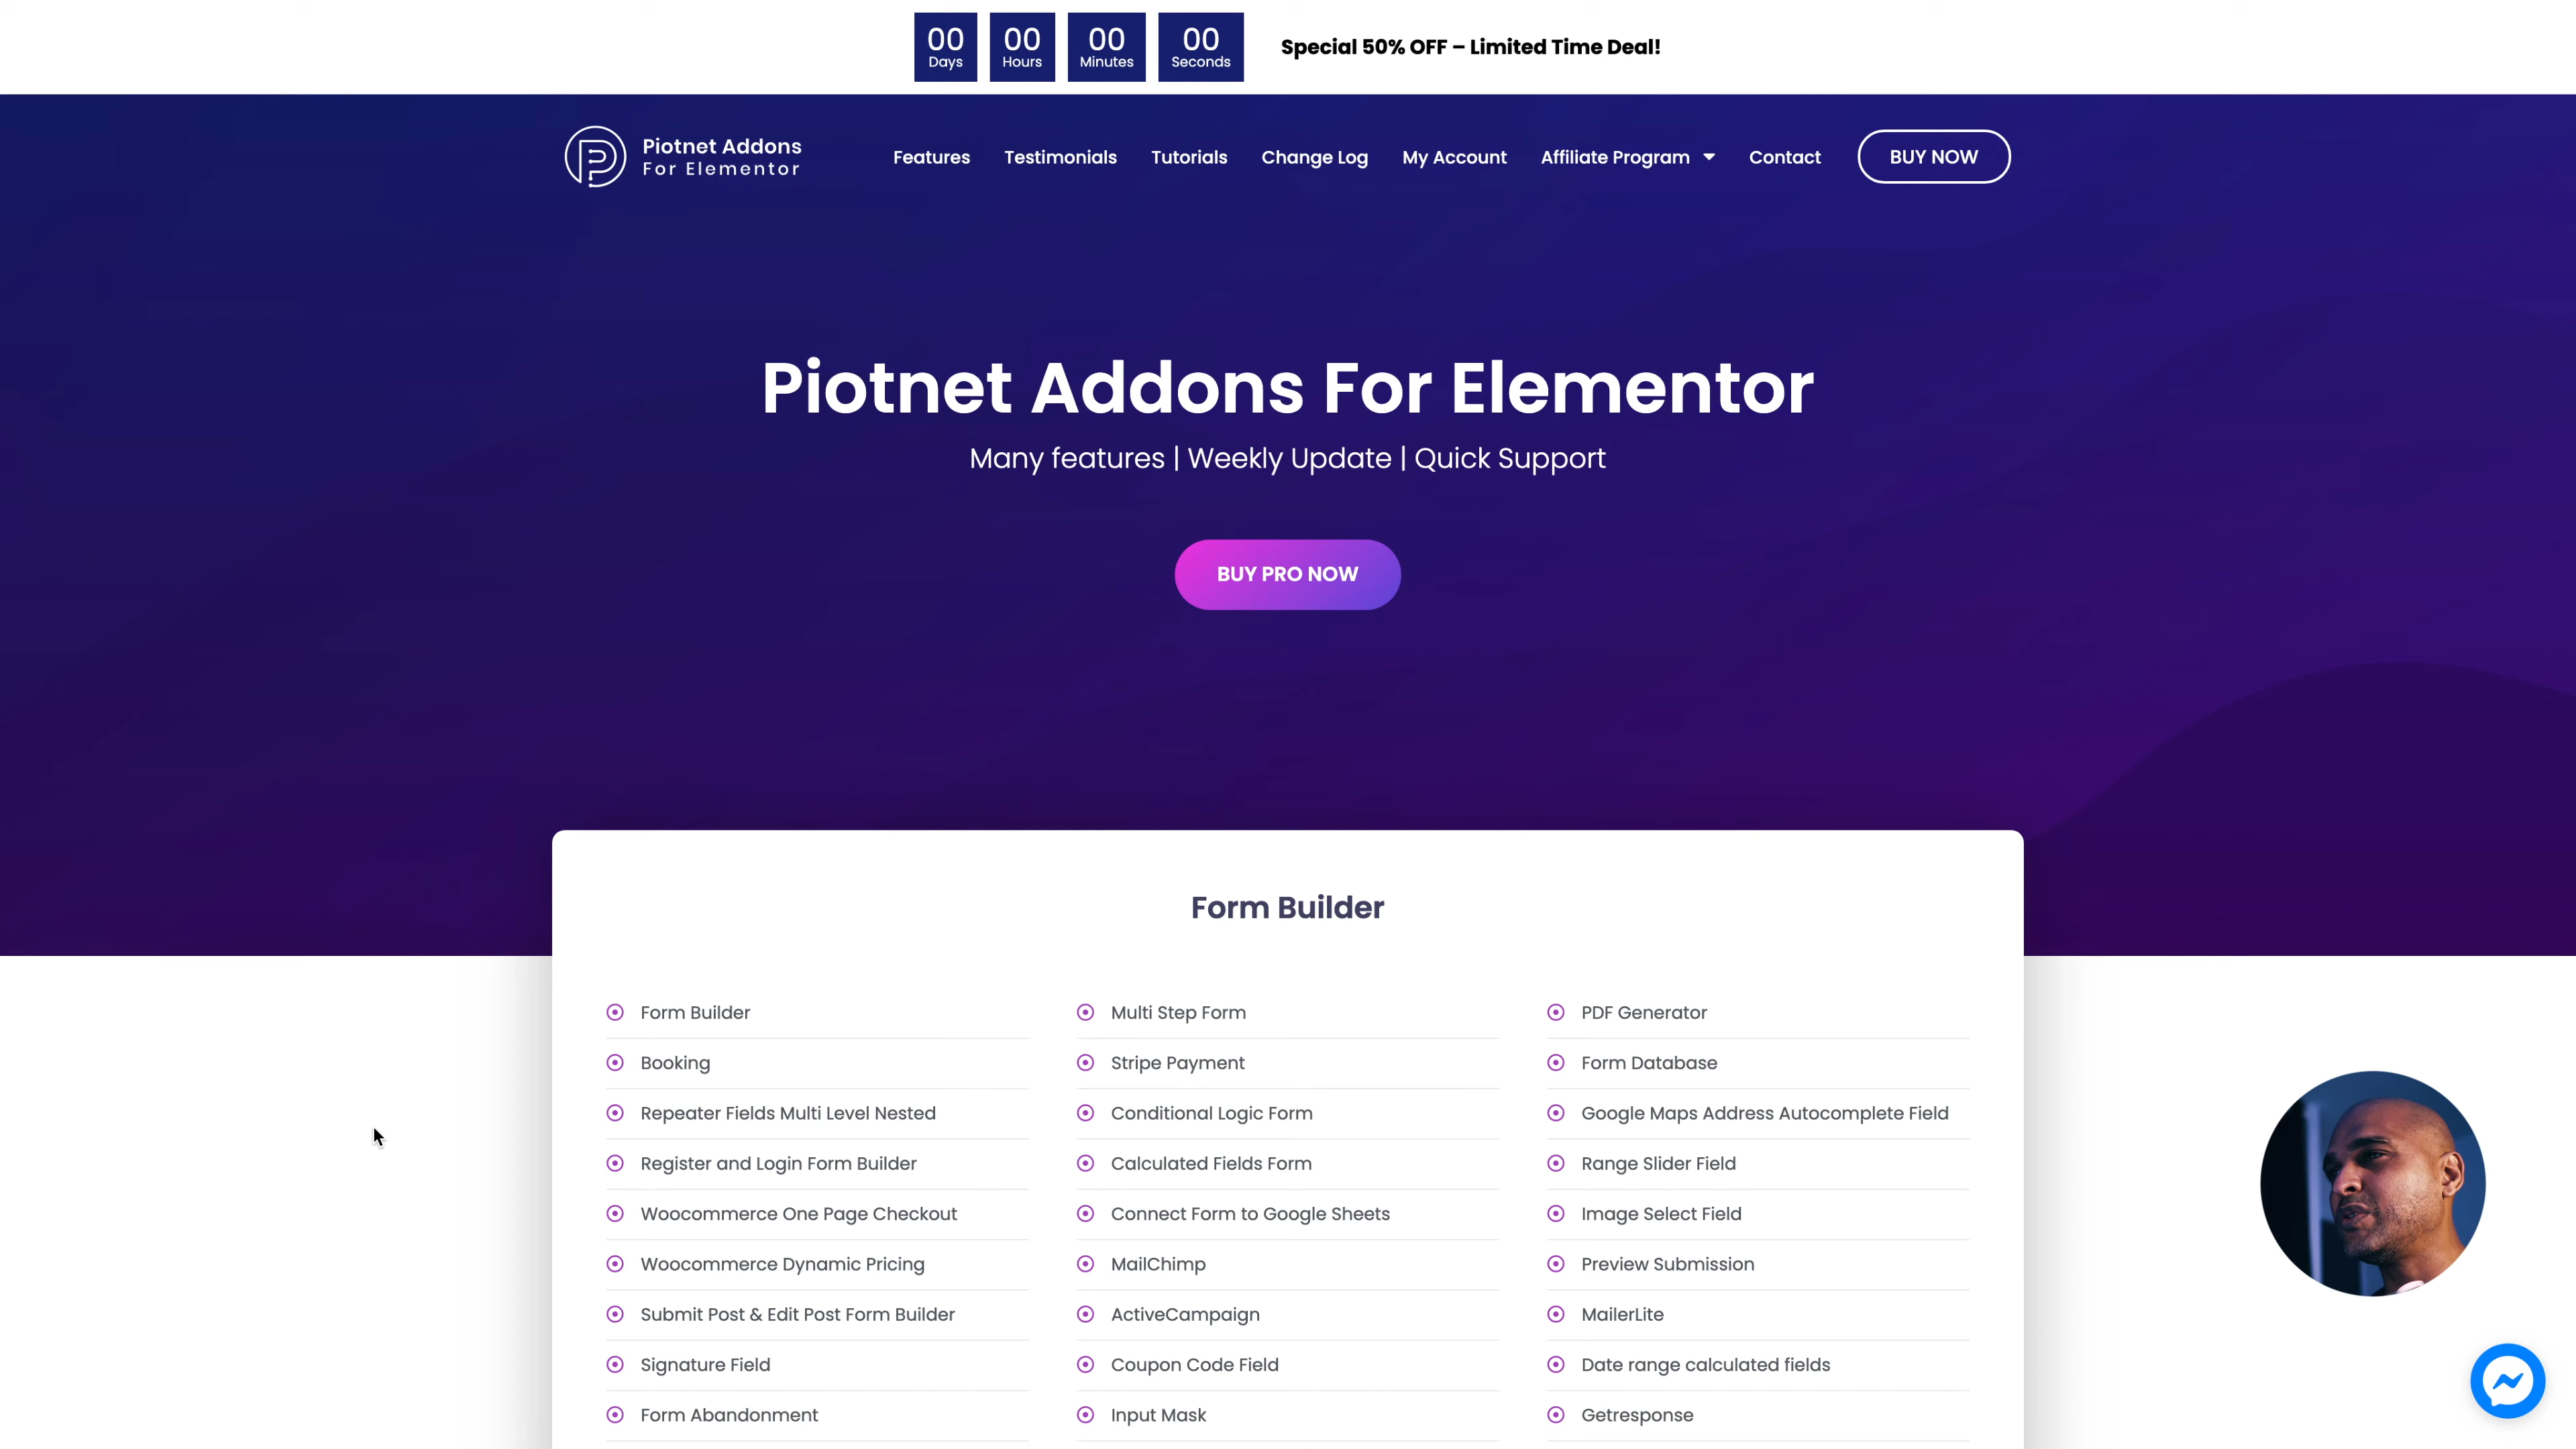 00 Days
00 Hours
00 Minutes
00 Seconds
Special 50% OFF – Limited Time Deal!
Piotnet Addons
For Elementor
Features
Testimonials
Tutorials
Change Log
My Account
Affiliate Program
Contact
BUY NOW
Piotnet Addons For Elementor
Many features | Weekly Update | Quick Support
BUY PRO NOW
Form Builder
Form Builder
Booking
Repeater Fields Multi Level Nested
Register and Login Form Builder
Woocommerce One Page Checkout
Woocommerce Dynamic Pricing
Submit Post & Edit Post Form Builder
Signature Field
Form Abandonment
Multi Step Form
Stripe Payment
Conditional Logic Form
Calculated Fields Form
Connect Form to Google Sheets
MailChimp
ActiveCampaign
Coupon Code Field
Input Mask
PDF Generator
Form Database
Google Maps Address Autocomplete Field
Range Slider Field
Image Select Field
Preview Submission
MailerLite
Date range calculated fields
Getresponse